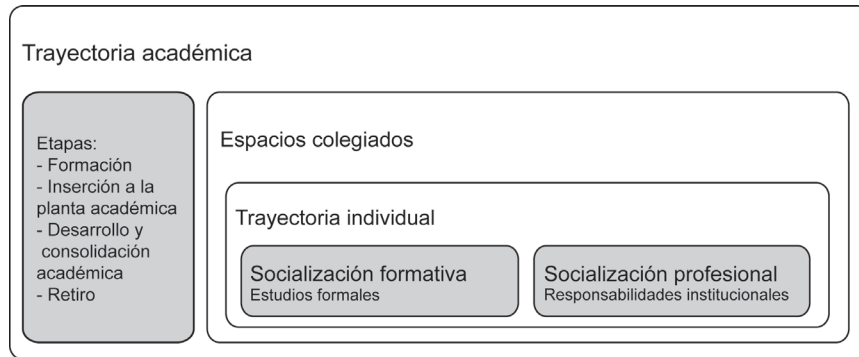 Trayectoria académica
Etapas:
- Formación
- Inserción a la
planta académica
- Desarrollo y
consolidación
académica
- Retiro
Espacios colegiados
Trayectoria individual
Socialización formativa
Estudios formales
Socialización profesional
Responsabilidades institucionales